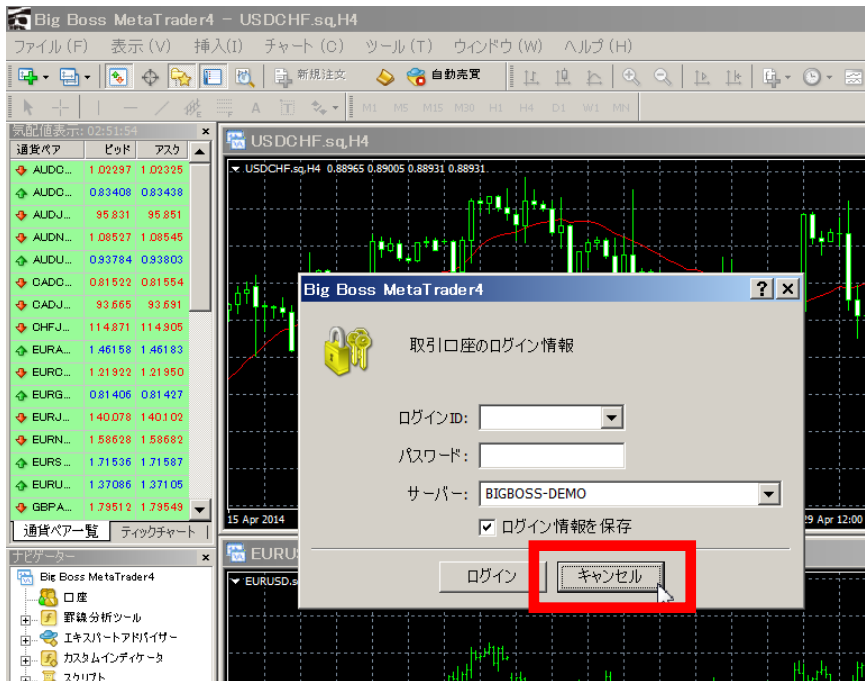 Big Boss MetaTrader4 - USDCHF.sq,H4
ファイル (F) 表示 (V) 挿入(I) チャート (C) ツール (T) ウィンドウ (W) ヘルプ (H)
新規注文 自動売買
A T M1 M5 M15 M30 H1 H4 D1 W1 MN
気配値表示: 02:51:54
通貨ペア ビッド アスク
AUDC... 1.02297 1.02325
AUDC... 0.83408 0.83438
AUDJ... 95.831 95.851
AUDN... 1.08527 1.08545
AUDU... 0.93784 0.93803
CADC... 0.81522 0.81554
CADJ... 93.665 93.691
CHFJ... 114.871 114.905
EURA... 1.46158 1.46183
EURC... 1.21922 1.21950
EURG... 0.81406 0.81427
EURJ... 140.078 140.102
EURN... 1.58628 1.58682
EURS... 1.71536 1.71587
EURU... 1.37086 1.37105
GBPA... 1.79512 1.79549
通貨ペア一覧 ティックチャート
ナビゲーター
Big Boss MetaTrader4
口座
罫線分析ツール
エキスパートアドバイザー
カスタムインディケータ
スクリプト
USDCHF.sq,H4
USDCHF.sq,H4 0.88965 0.89005 0.88931 0.88931
15 Apr 2014
29 Apr 12:00
Big Boss MetaTrader4
取引口座のログイン情報
ログインID:
パスワード:
サーバー: BIGBOSS-DEMO
ログイン情報を保存
ログイン キャンセル